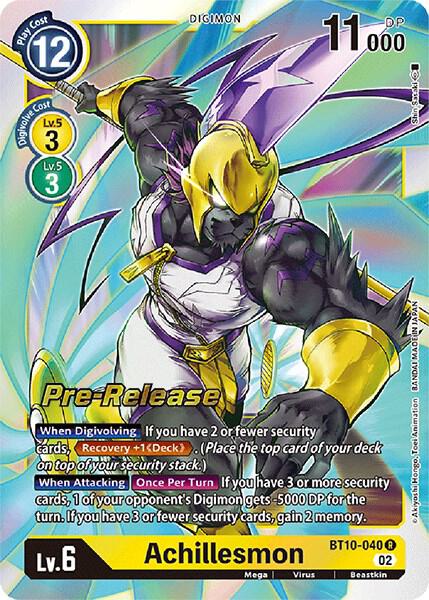 DIGIMON
Play Cost
12
DP
11000
Digivolve Cost
Lv.5
3
Lv.5
3
Shin Sasaki
Pre-Release
When Digivolving If you have 2 or fewer security
cards, Recovery +1《Deck》. (Place the top card of your deck
on top of your security stack.)
When Attacking Once Per Turn If you have 3 or more security
cards, 1 of your opponent's Digimon gets -5000 DP for the
turn. If you have 3 or fewer security cards, gain 2 memory.
©Akiyoshi Hongo, Toei Animation BANDAI MADE IN JAPAN
Lv.6
Achillesmon
BT10-040 R
02
Mega Virus Beastkin